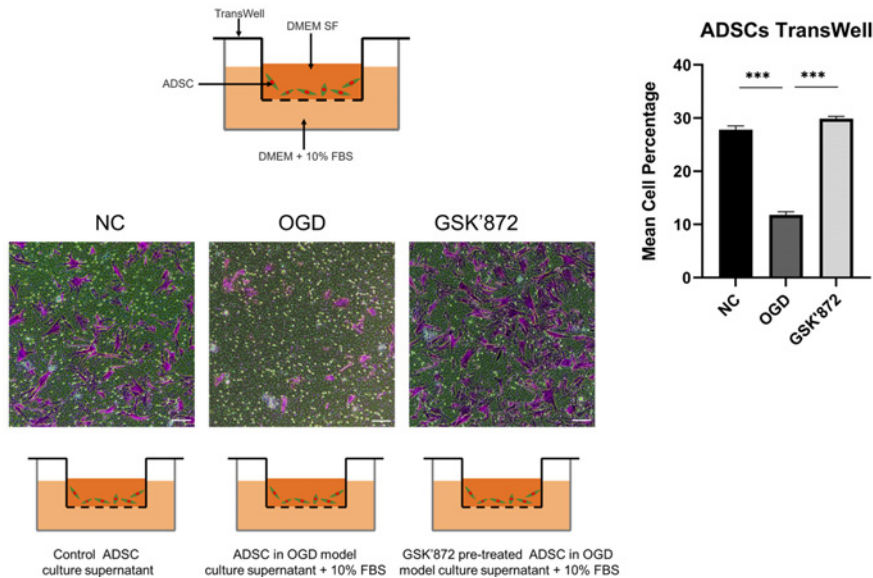 TransWell
DMEM SF
ADSC
DMEM + 10% FBS
ADSCs TransWell
Mean Cell Percentage
40
30
20
10
0
*** ***
NC
OGD
GSK'872
NC OGD GSK'872
Control ADSC
culture supernatant
ADSC in OGD model
culture supernatant + 10% FBS
GSK'872 pre-treated ADSC in OGD
model culture supernatant + 10% FBS